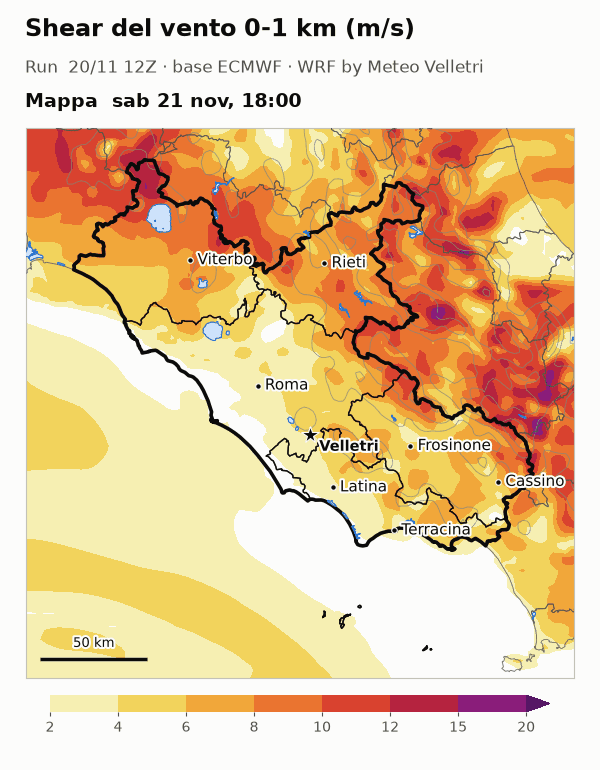 Shear del vento 0-1 km (m/s)
Run  20/11 12Z · base ECMWF · WRF by Meteo Velletri
Mappa  sab 21 nov, 18:00
Viterbo
Rieti
Roma
Velletri
Frosinone
Latina
Cassino
Terracina
50 km
2 4 6 8 10 12 15 20